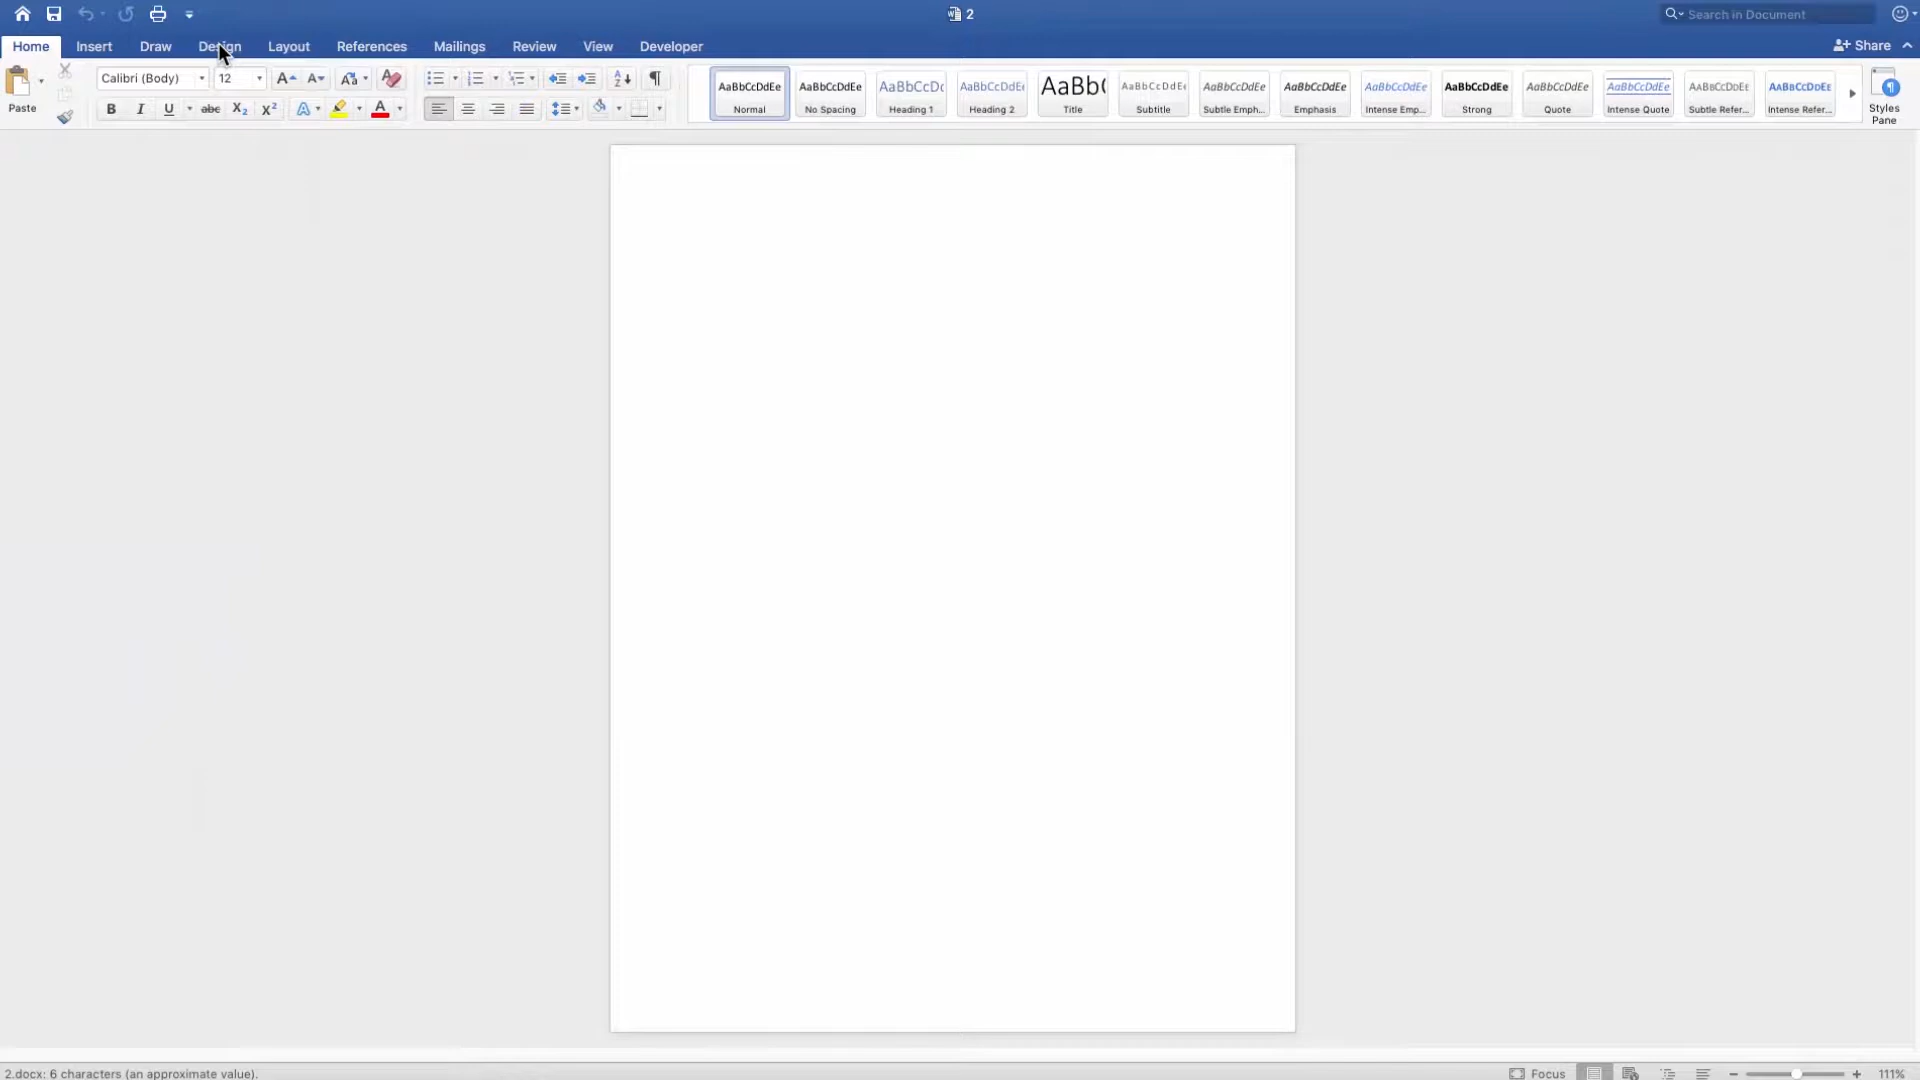 2
Search in Document
Home Insert Draw Design Layout References Mailings Review View Developer
Share
Paste
Calibri (Body) 12
AaBbCcDdEe
Normal
AaBbCcDdEe
No Spacing
AaBbCcDc
Heading 1
AaBbCcDdEe
Heading 2
AaBb(
Title
AaBbCcDdEe
Subtitle
AaBbCcDdEe
Subtle Emph...
AaBbCcDdEe
Emphasis
AaBbCcDdEe
Intense Emp...
AaBbCcDdEe
Strong
AaBbCcDdEe
Quote
AaBbCcDdEe
Intense Quote
AaBbCcDdEe
Subtle Refer...
AaBbCcDdEe
Intense Refer...
Styles
Pane
2.docx: 6 characters (an approximate value).
Focus
111%